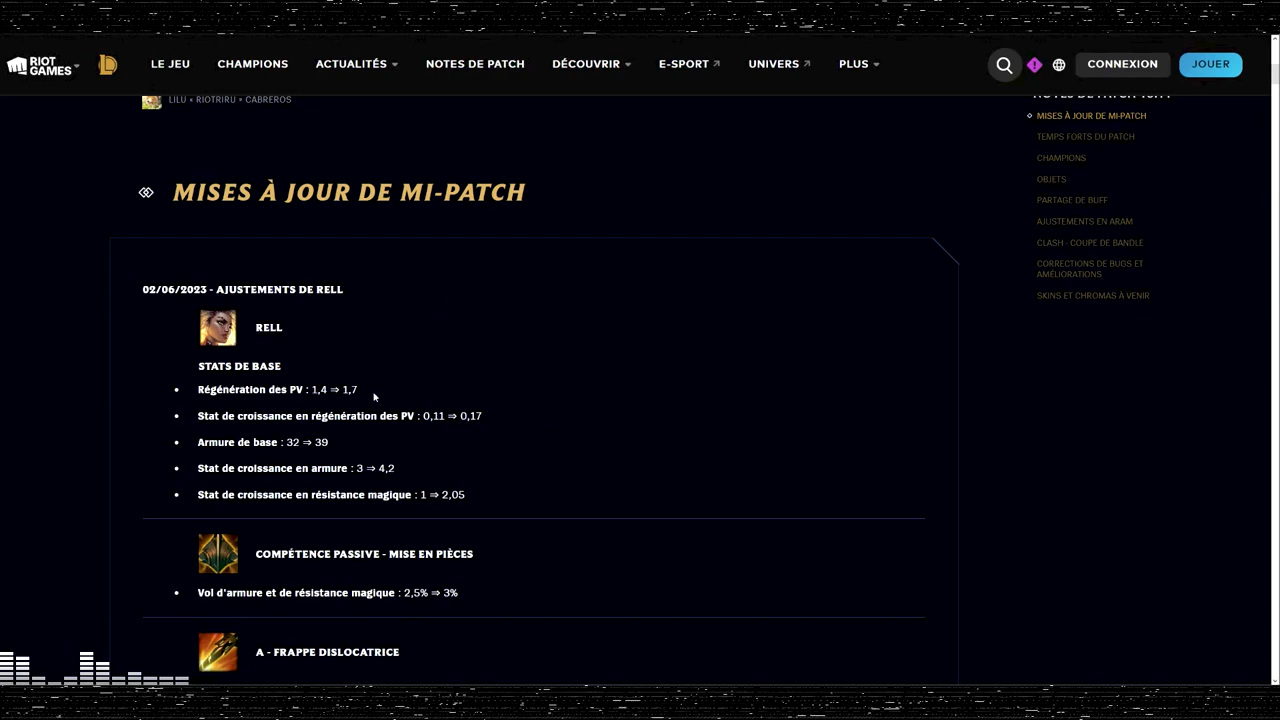 RIOT GAMES
LE JEU
CHAMPIONS
ACTUALITÉS
NOTES DE PATCH
DÉCOUVRIR
E-SPORT
UNIVERS
PLUS
CONNEXION
JOUER
LILU • RIOTRIRU • CABREROS
MISES À JOUR DE MI-PATCH
TEMPS FORTS DU PATCH
CHAMPIONS
OBJETS
PARTAGE DE BUFF
AJUSTEMENTS EN ARAM
CLASH - COUPE DE BANDLE
CORRECTIONS DE BUGS ET
AMÉLIORATIONS
SKINS ET CHROMAS À VENIR
MISES À JOUR DE MI-PATCH
02/06/2023 - AJUSTEMENTS DE RELL
RELL
STATS DE BASE
Régénération des PV : 1,4 ⇒ 1,7
Stat de croissance en régénération des PV : 0,11 ⇒ 0,17
Armure de base : 32 ⇒ 39
Stat de croissance en armure : 3 ⇒ 4,2
Stat de croissance en résistance magique : 1 ⇒ 2,05
COMPÉTENCE PASSIVE - MISE EN PIÈCES
Vol d'armure et de résistance magique : 2,5% ⇒ 3%
A - FRAPPE DISLOCATRICE